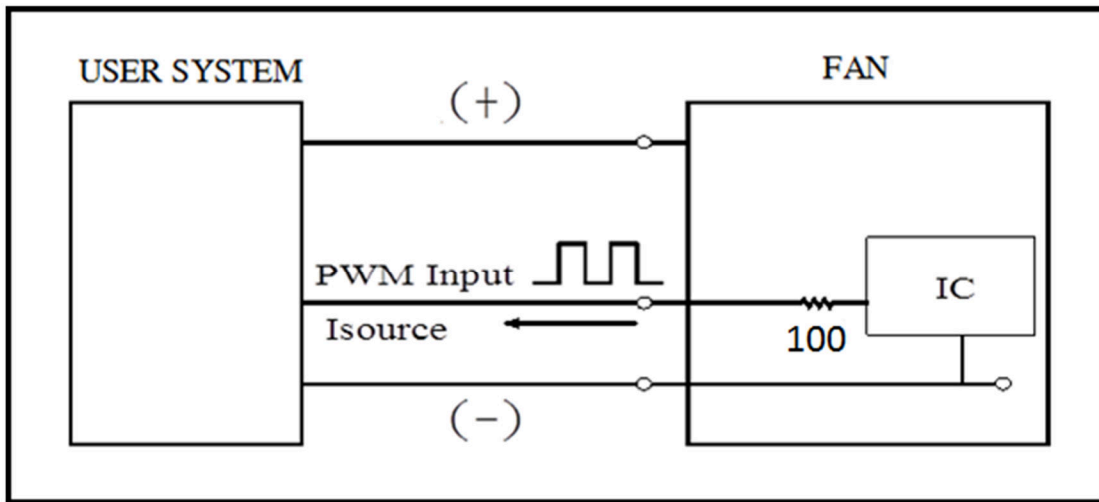 USER SYSTEM
FAN
(+)
PWM Input
IC
Isource
100
(-)